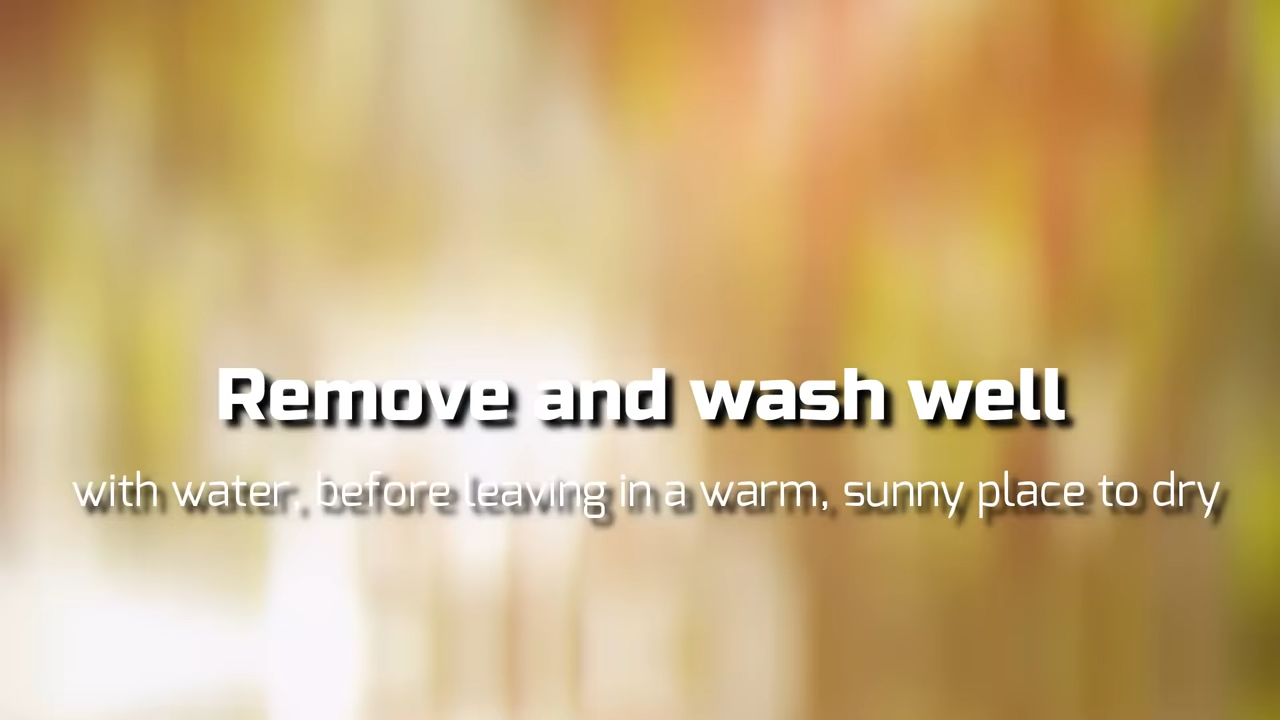 Remove and wash well
with water, before leaving in a warm, sunny place to dry